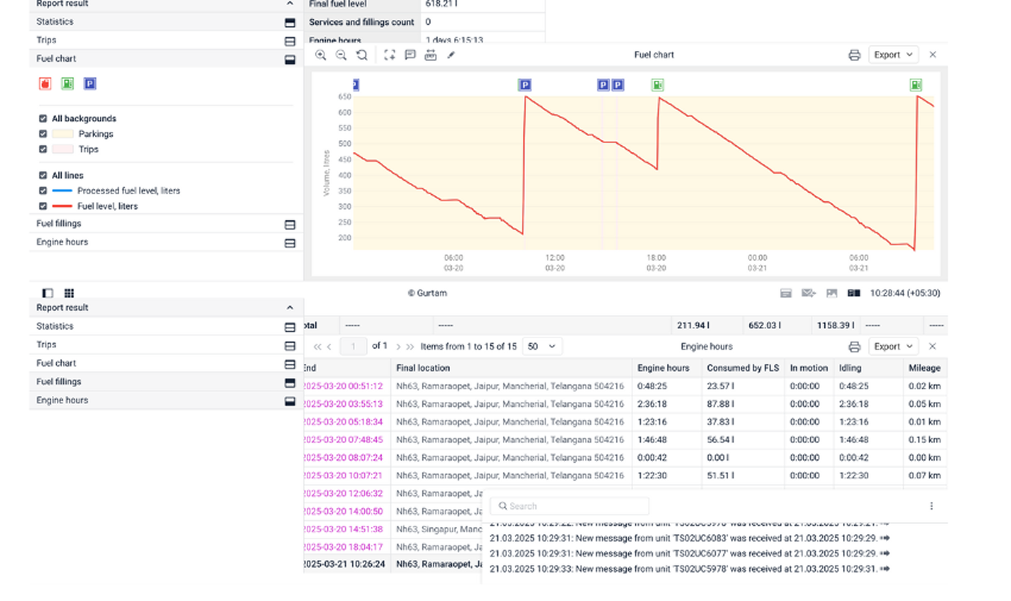 Report result
Final fuel level 618.21 l
Statistics
Services and fillings count 0
Trips
Engine hours 1 days 6:15:13
Fuel chart
Fuel chart
Export
All backgrounds
Parkings
Trips
All lines
Processed fuel level, liters
Fuel level, liters
Fuel fillings
Engine hours
P P P P
Volume, litres
650
600
550
500
450
400
350
300
250
200
06:00 12:00 18:00 00:00 06:00
03-20 03-20 03-20 03-21 03-21
© Gurtam
10:28:44 (+05:30)
Report result
Statistics
Trips
Fuel chart
Fuel fillings
Engine hours
otal ----- ----- 211.94 l 652.03 l 1158.39 l ----- -----
1 of 1 Items from 1 to 15 of 15 50 Engine hours Export
End Final location Engine hours Consumed by FLS In motion Idling Mileage
2025-03-20 00:51:12 Nh63, Ramaraopet, Jaipur, Mancherial, Telangana 504216 0:48:25 23.57 l 0:00:00 0:48:25 0.02 km
2025-03-20 03:55:13 Nh63, Ramaraopet, Jaipur, Mancherial, Telangana 504216 2:36:18 87.88 l 0:00:00 2:36:18 0.05 km
2025-03-20 05:18:34 Nh63, Ramaraopet, Jaipur, Mancherial, Telangana 504216 1:23:16 37.83 l 0:00:00 1:23:16 0.01 km
2025-03-20 07:48:45 Nh63, Ramaraopet, Jaipur, Mancherial, Telangana 504216 1:46:48 56.54 l 0:00:00 1:46:48 0.15 km
2025-03-20 08:07:24 Nh63, Ramaraopet, Jaipur, Mancherial, Telangana 504216 0:00:42 0.00 l 0:00:00 0:00:42 0.00 km
2025-03-20 10:07:21 Nh63, Ramaraopet, Jaipur, Mancherial, Telangana 504216 1:22:30 51.51 l 0:00:00 1:22:30 0.07 km
2025-03-20 12:06:32 Nh63, Ramaraopet, Ja
2025-03-20 14:00:50 Nh63, Ramaraopet, Ja
2025-03-20 14:51:38 Nh63, Singapur, Manc
2025-03-20 18:04:17 Nh63, Ramaraopet, Ja
2025-03-21 10:26:24 Nh63, Ramaraopet, Ja
Search
21.03.2025 10:29:22: New message from unit 'TS02UC5978' was received at 21.03.2025 10:29:21.
21.03.2025 10:29:31: New message from unit 'TS02UC6083' was received at 21.03.2025 10:29:29.
21.03.2025 10:29:31: New message from unit 'TS02UC6077' was received at 21.03.2025 10:29:29.
21.03.2025 10:29:33: New message from unit 'TS02UC5978' was received at 21.03.2025 10:29:31.